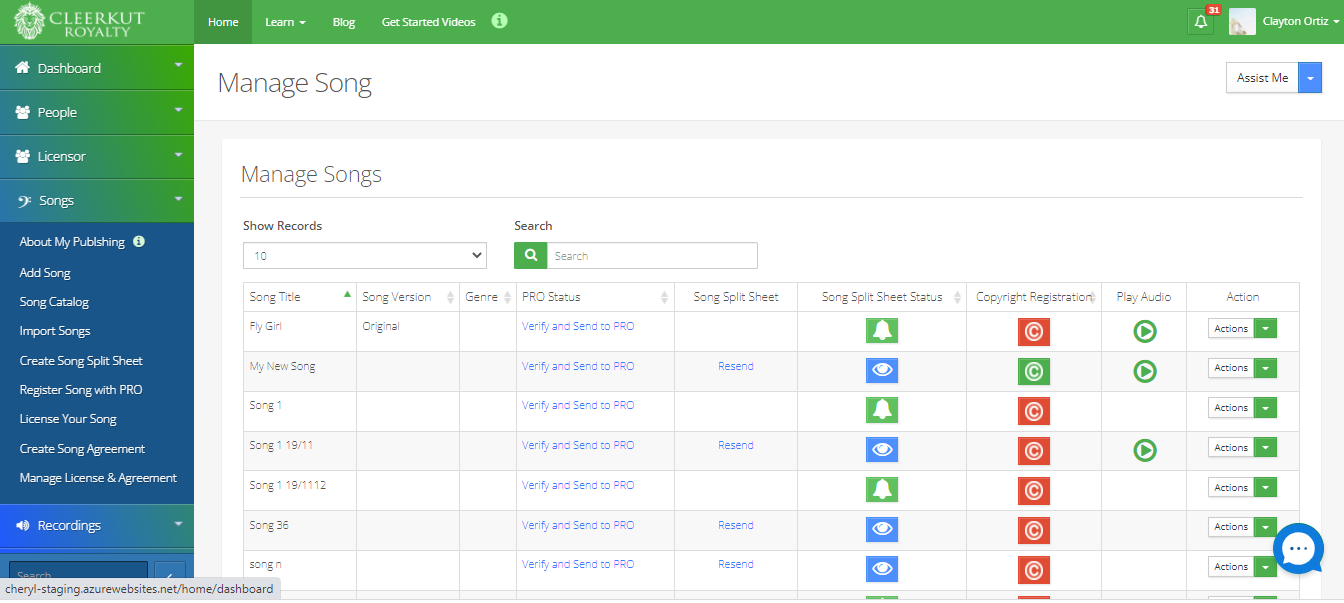 CLEERKUT
ROYALTY
Home
Learn
Blog
Get Started Videos
31
Clayton Ortiz
Dashboard
People
Licensor
Songs
About My Publshing
Add Song
Song Catalog
Import Songs
Create Song Split Sheet
Register Song with PRO
License Your Song
Create Song Agreement
Manage License & Agreement
Recordings
Search
cheryl-staging.azurewebsites.net/home/dashboard
Manage Song
Assist Me
Manage Songs
Show Records
Search
10
Search
Song Title Song Version Genre PRO Status Song Split Sheet Song Split Sheet Status Copyright Registration Play Audio Action
Fly Girl Original Verify and Send to PRO Actions
My New Song Verify and Send to PRO Resend Actions
Song 1 Verify and Send to PRO Actions
Song 1 19/11 Verify and Send to PRO Resend Actions
Song 1 19/1112 Verify and Send to PRO Actions
Song 36 Verify and Send to PRO Resend Actions
song n Verify and Send to PRO Resend Actions